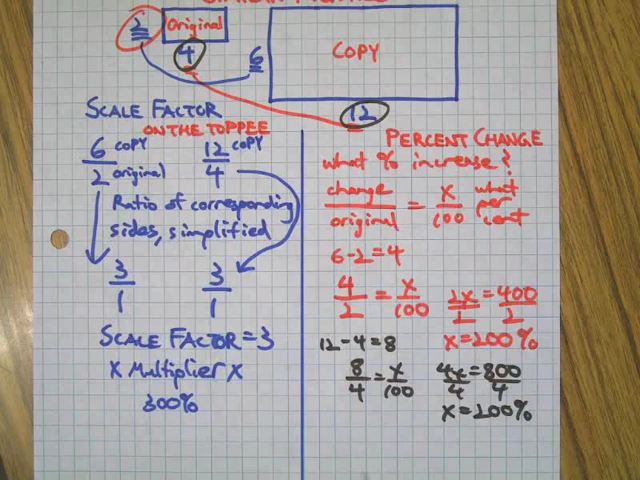 2
Original
4
6
COPY
12
SCALE FACTOR
ON THE TOPPEE
6 COPY 12 COPY
2 original 4
Ratio of corresponding
sides, simplified
3 3
1 1
SCALE FACTOR = 3
x Multiplier x
300%
PERCENT CHANGE
what % increase?
change = x what
original 100 per
cent
6-2=4
4 = x 2x = 400
2 100 2 2
x = 200%
12-4=8
8 = x 4x = 800
4 100 4 4
x = 200%